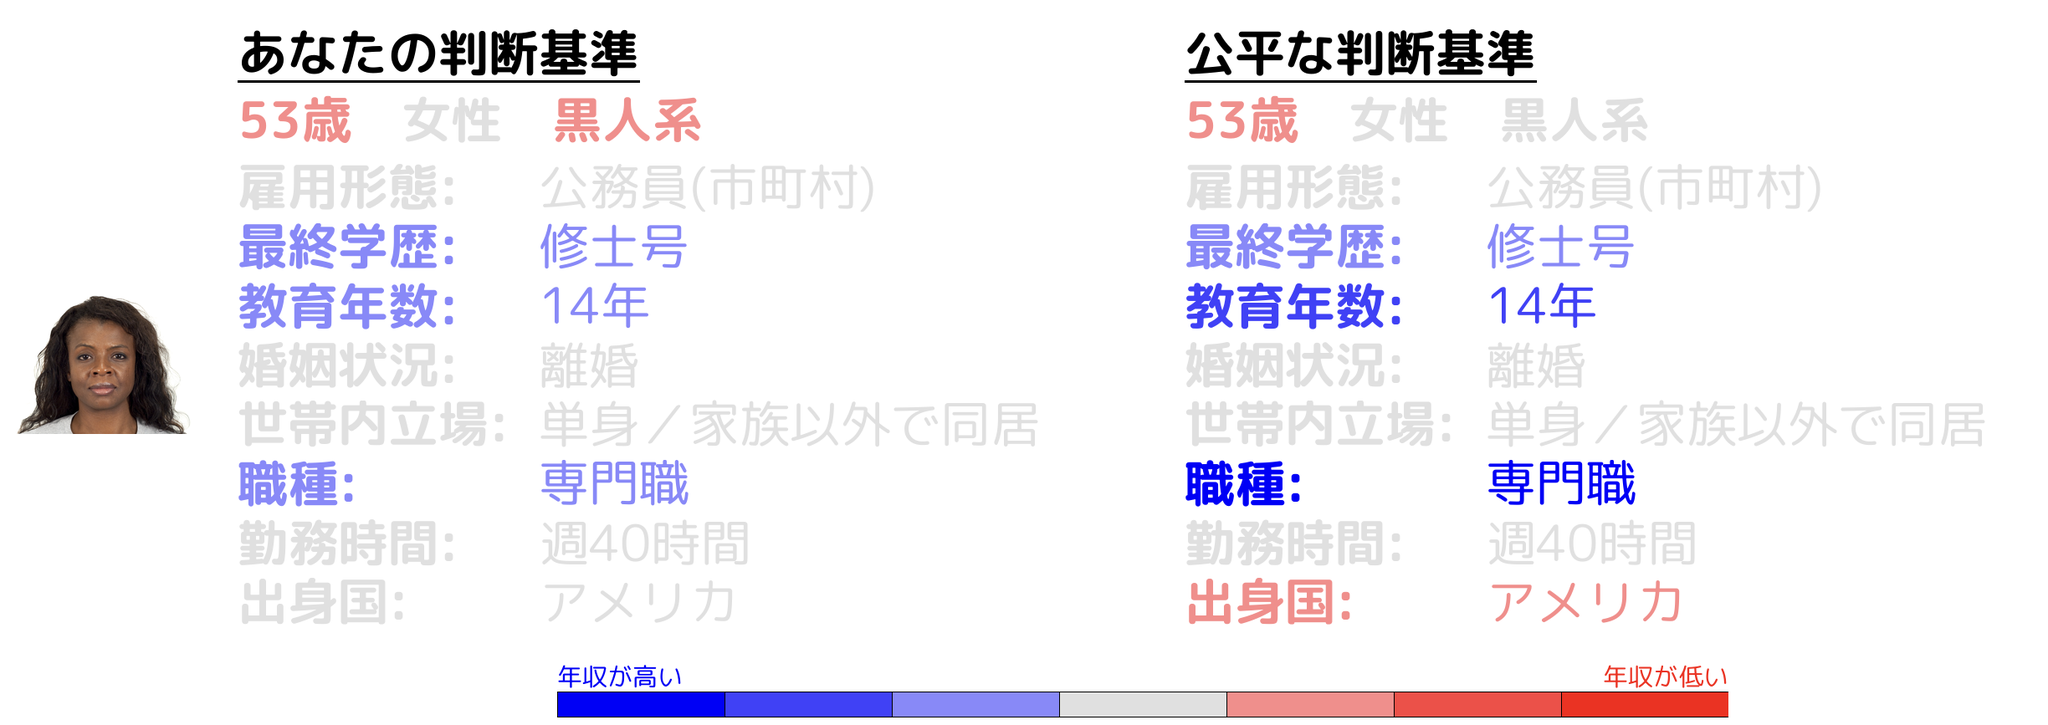 あなたの判断基準
53歳 女性 黒人系
雇用形態: 公務員(市町村)
最終学歴: 修士号
教育年数: 14年
婚姻状況: 離婚
世帯内立場: 単身／家族以外で同居
職種: 専門職
勤務時間: 週40時間
出身国: アメリカ
公平な判断基準
53歳 女性 黒人系
雇用形態: 公務員(市町村)
最終学歴: 修士号
教育年数: 14年
婚姻状況: 離婚
世帯内立場: 単身／家族以外で同居
職種: 専門職
勤務時間: 週40時間
出身国: アメリカ
年収が高い 年収が低い